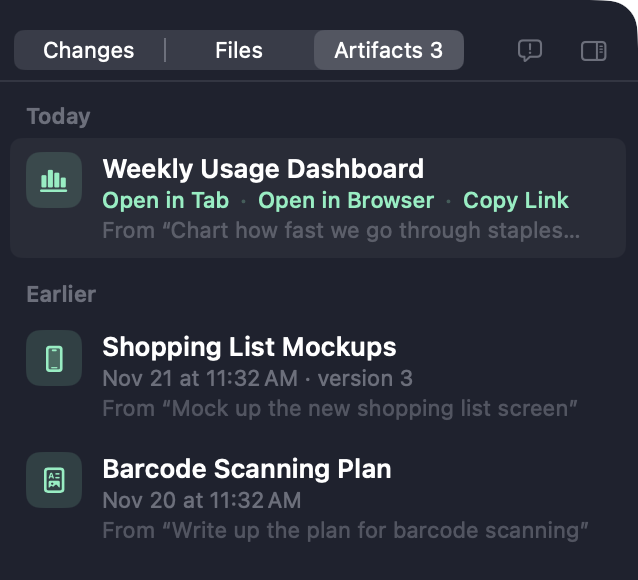 Changes
Files
Artifacts 3
Today
Weekly Usage Dashboard
Open in Tab · Open in Browser · Copy Link
From “Chart how fast we go through staples...
Earlier
Shopping List Mockups
Nov 21 at 11:32 AM · version 3
From “Mock up the new shopping list screen”
Barcode Scanning Plan
Nov 20 at 11:32 AM
From “Write up the plan for barcode scanning”